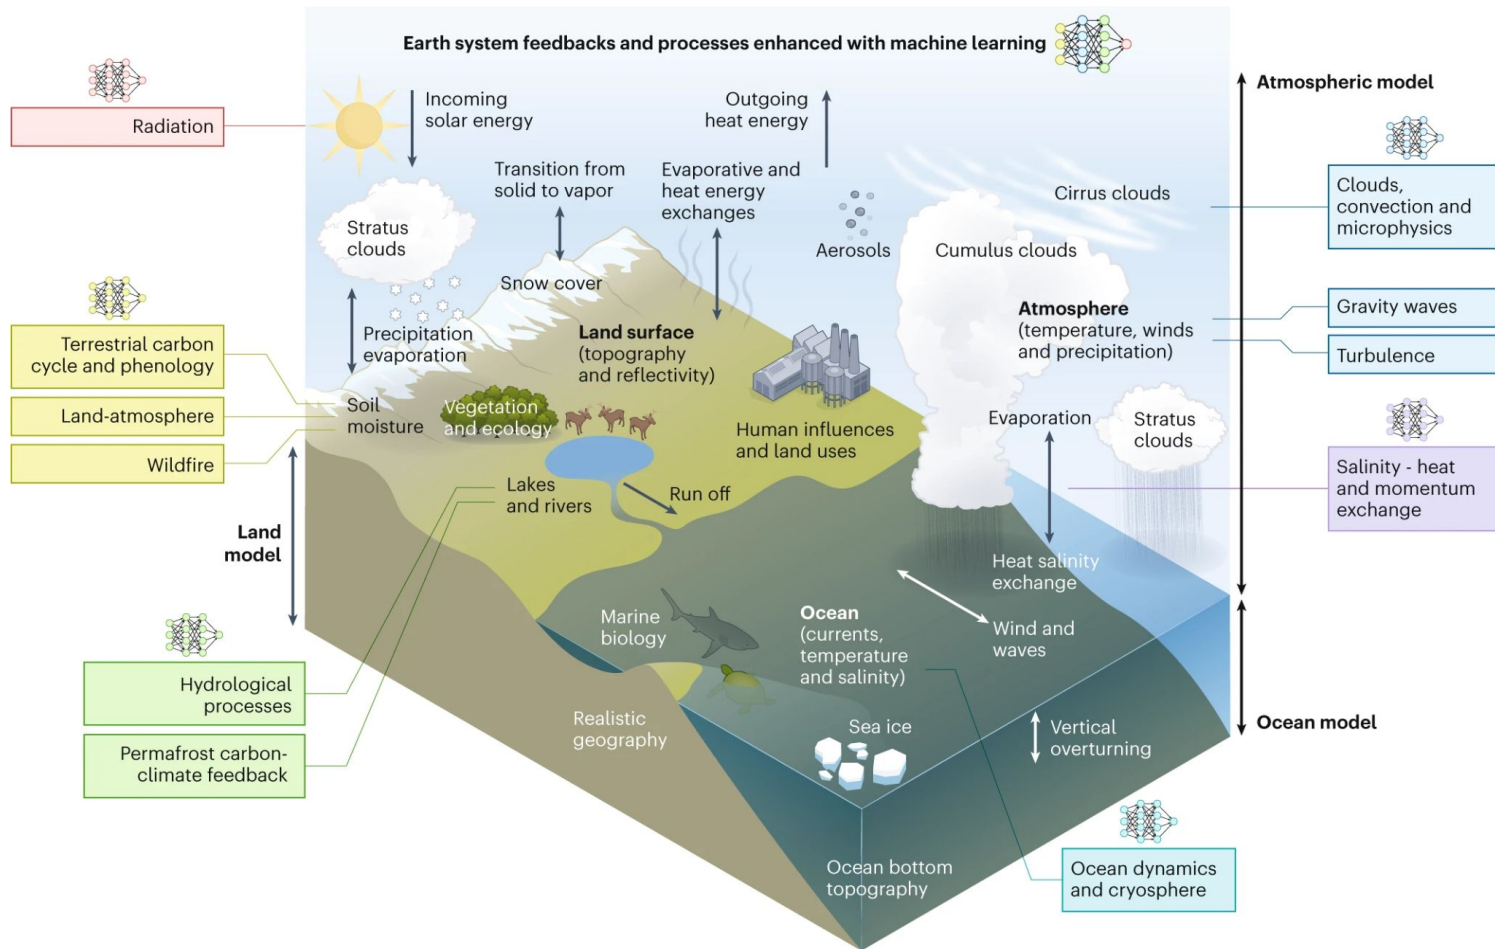 Earth system feedbacks and processes enhanced with machine learning
Radiation
Incoming
solar energy
Outgoing
heat energy
Atmospheric model
Transition from
solid to vapor
Evaporative and
heat energy
exchanges
Stratus
clouds
Aerosols
Cirrus clouds
Cumulus clouds
Clouds,
convection and
microphysics
Snow cover
Precipitation
evaporation
Land surface
(topography
and reflectivity)
Atmosphere
(temperature, winds
and precipitation)
Gravity waves
Turbulence
Terrestrial carbon
cycle and phenology
Land-atmosphere
Wildfire
Soil
moisture
Vegetation
and ecology
Human influences
and land uses
Evaporation
Stratus
clouds
Salinity - heat
and momentum
exchange
Lakes
and rivers
Run off
Land
model
Heat salinity
exchange
Marine
biology
Ocean
(currents,
temperature
and salinity)
Wind and
waves
Hydrological
processes
Permafrost carbon-
climate feedback
Realistic
geography
Sea ice
Vertical
overturning
Ocean model
Ocean bottom
topography
Ocean dynamics
and cryosphere